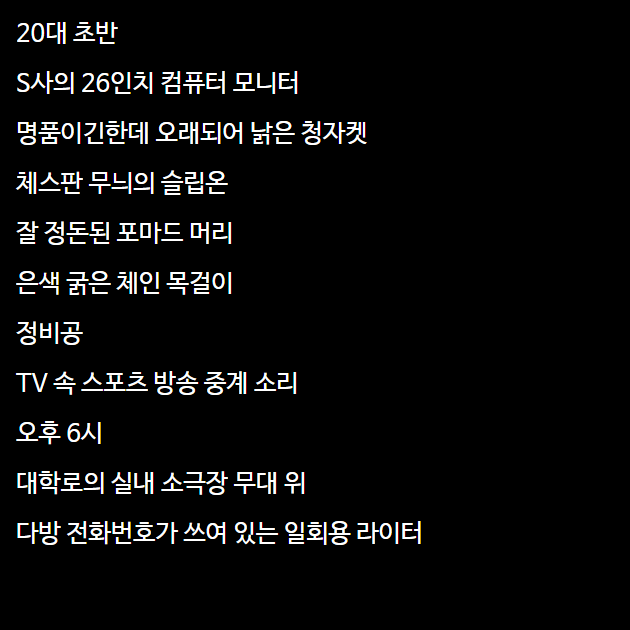 20대 초반
S사의 26인치 컴퓨터 모니터
명품이긴한데 오래되어 낡은 청자켓
체스판 무늬의 슬립온
잘 정돈된 포마드 머리
은색 굵은 체인 목걸이
정비공
TV 속 스포츠 방송 중계 소리
오후 6시
대학로의 실내 소극장 무대 위
다방 전화번호가 쓰여 있는 일회용 라이터